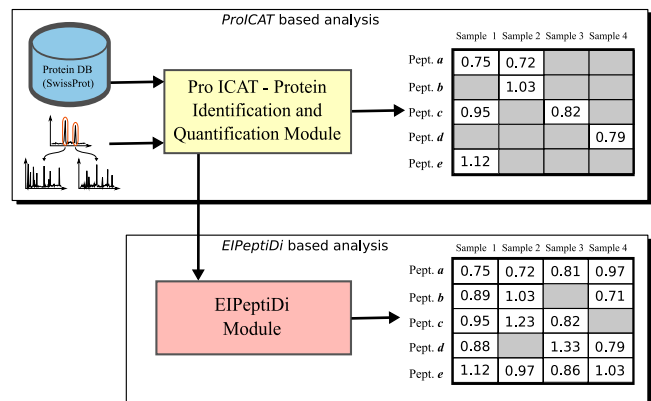 ProICAT based analysis
Protein DB
(SwissProt)
Pro ICAT - Protein
Identification and
Quantification Module
Sample 1 Sample 2 Sample 3 Sample 4
Pept. a 0.75 0.72
Pept. b 1.03
Pept. c 0.95 0.82
Pept. d 0.79
Pept. e 1.12
EIPeptiDi based analysis
EIPeptiDi
Module
Sample 1 Sample 2 Sample 3 Sample 4
Pept. a 0.75 0.72 0.81 0.97
Pept. b 0.89 1.03 0.71
Pept. c 0.95 1.23 0.82
Pept. d 0.88 1.33 0.79
Pept. e 1.12 0.97 0.86 1.03